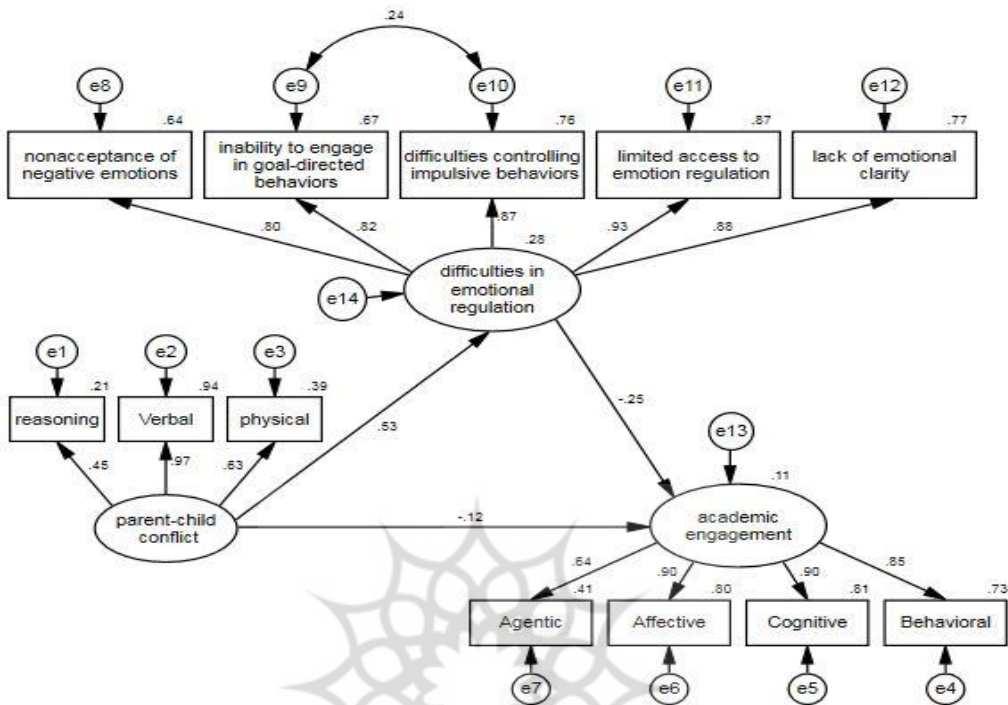 .24
e8
e9
e10
e11
e12
.64
.67
.76
.87
.77
nonacceptance of
negative emotions
inability to engage
in goal-directed
behaviors
difficulties controlling
impulsive behaviors
limited access to
emotion regulation
lack of emotional
clarity
.80
.82
.87
.93
.88
.28
difficulties in
emotional
regulation
e14
e1
e2
e3
.21
.94
.39
reasoning
Verbal
physical
.45
.97
.63
.53
-.25
e13
.11
parent-child
conflict
-.12
academic
engagement
.64
.90
.90
.85
.41
.80
.81
.73
Agentic
Affective
Cognitive
Behavioral
e7
e6
e5
e4